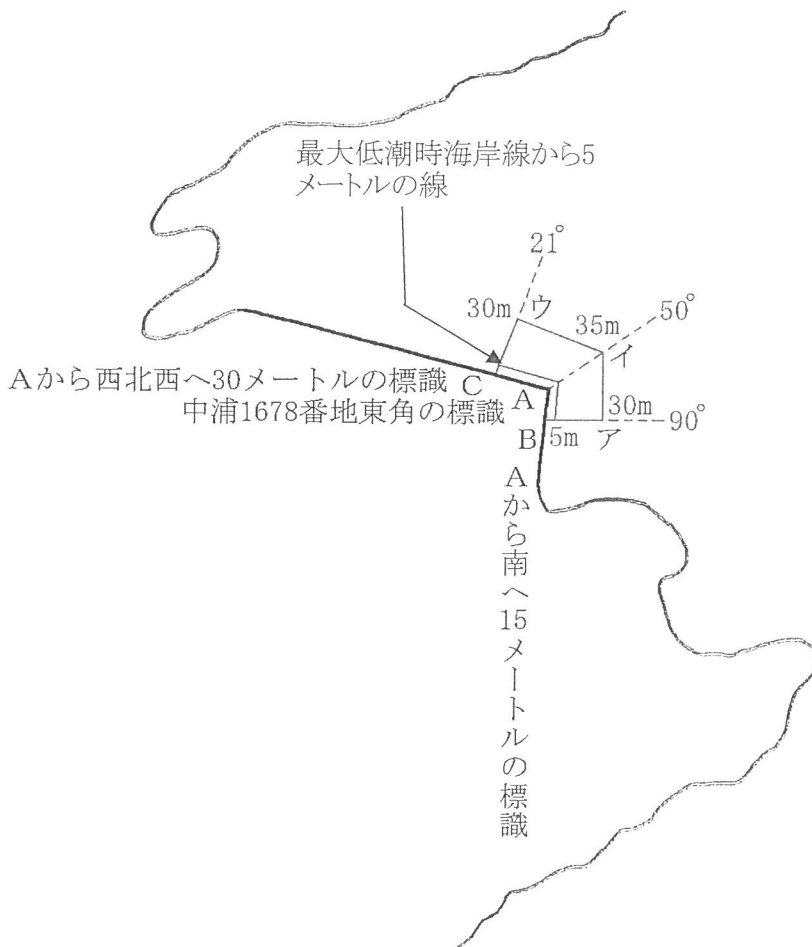 最大低潮時海岸線から5
メートルの線
21°
30m
ウ
35m
50°
イ
Aから西北西へ30メートルの標識
C
A
中浦1678番地東角の標識
30m
B
5m
ア
90°
Aから南へ15メートルの標識